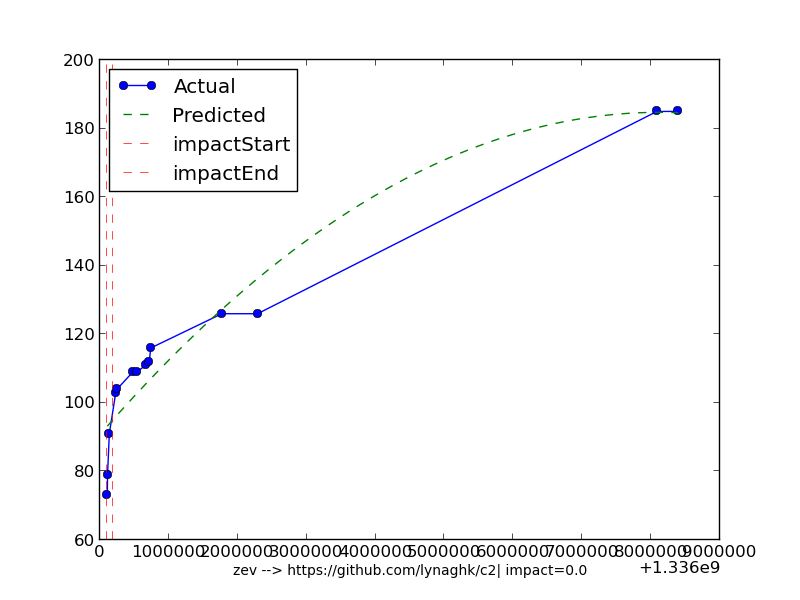 200
180
160
140
120
100
80
60
Actual
Predicted
impactStart
impactEnd
0 1000000 2000000 3000000 4000000 5000000 6000000 7000000 8000000 9000000
zev --> https://github.com/lynaghk/c2| impact=0.0
+1.336e9